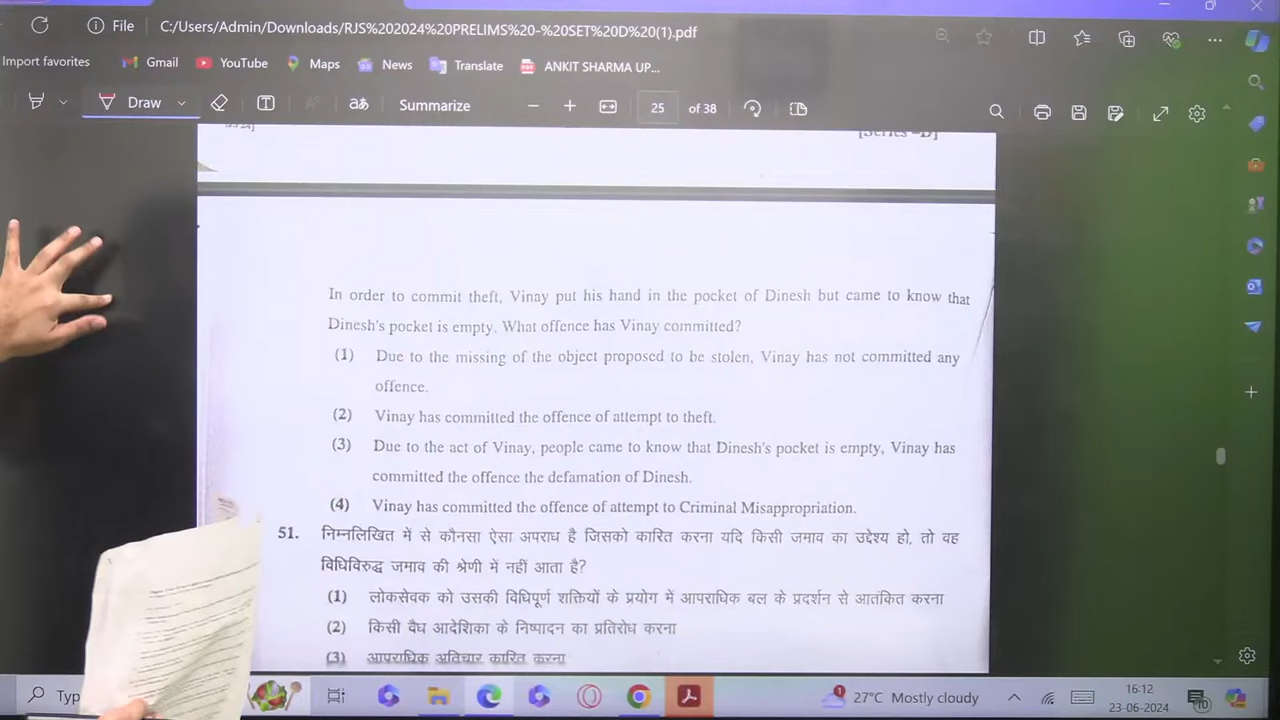 File C:/Users/Admin/Downloads/RJS%202024%20PRELIMS%20-%20SET%20D%20(1).pdf
Import favorites Gmail YouTube Maps News Translate ANKIT SHARMA UP...
Draw T aあ Summarize 25 of 38
[Series –D]
In order to commit theft, Vinay put his hand in the pocket of Dinesh but came to know that
Dinesh's pocket is empty. What offence has Vinay committed?
(1) Due to the missing of the object proposed to be stolen, Vinay has not committed any
offence.
(2) Vinay has committed the offence of attempt to theft.
(3) Due to the act of Vinay, people came to know that Dinesh's pocket is empty, Vinay has
committed the offence the defamation of Dinesh.
(4) Vinay has committed the offence of attempt to Criminal Misappropriation.
51. निम्नलिखित में से कौनसा ऐसा अपराध है जिसको कारित करना यदि किसी जमाव का उद्देश्य हो, तो वह
विधिविरुद्ध जमाव की श्रेणी में नहीं आता है?
(1) लोकसेवक को उसकी विधिपूर्ण शक्तियों के प्रयोग में आपराधिक बल के प्रदर्शन से आतंकित करना
(2) किसी वैध आदेशिका के निष्पादन का प्रतिरोध करना
(3) आपराधिक अतिचार कारित करना
Typ 27°C Mostly cloudy 16:12
23-06-2024